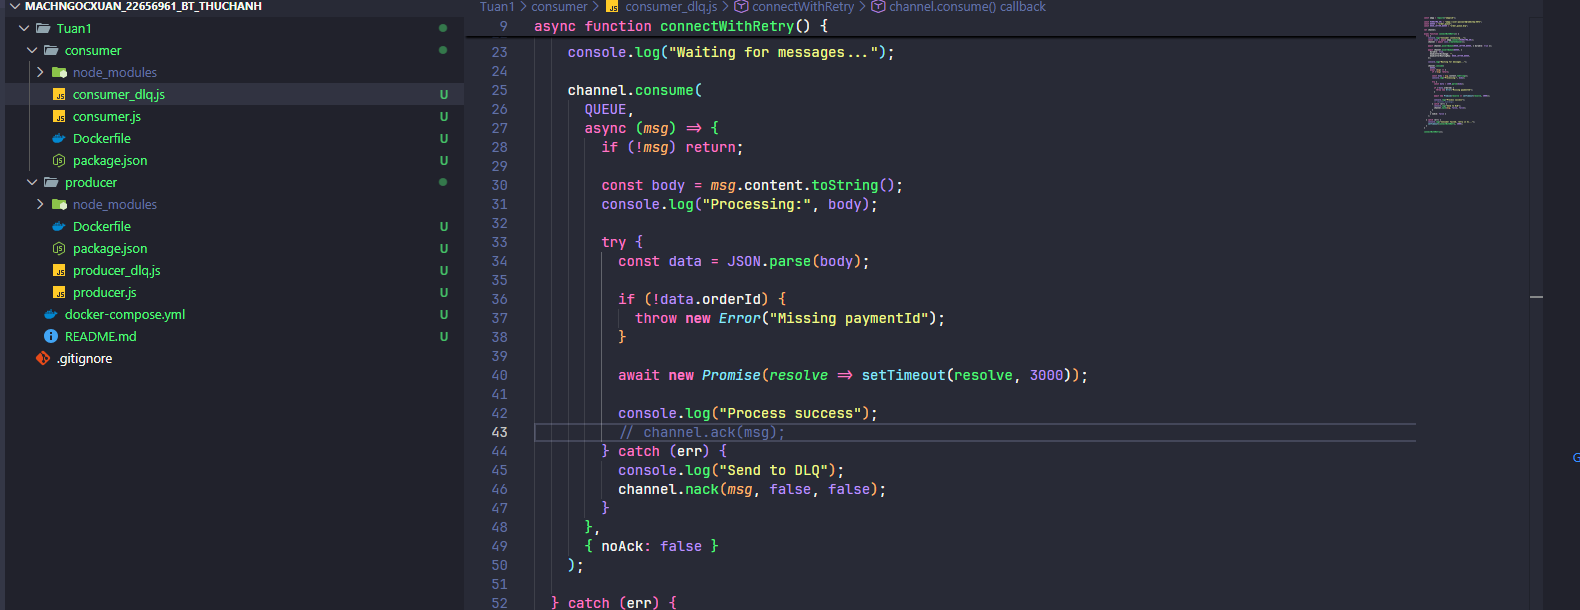 MACHNGOCXUAN_22656961_BT_THUCHANH
Tuan1
consumer
node_modules
consumer_dlq.js U
consumer.js U
Dockerfile U
package.json U
producer
node_modules
Dockerfile U
package.json U
producer_dlq.js U
producer.js U
docker-compose.yml U
README.md U
.gitignore
Tuan1 > consumer > JS consumer_dlq.js > connectWithRetry > channel.consume() callback
9 async function connectWithRetry() {
23 console.log("Waiting for messages...");
24
25 channel.consume(
26 QUEUE,
27 async (msg) => {
28 if (!msg) return;
29
30 const body = msg.content.toString();
31 console.log("Processing:", body);
32
33 try {
34 const data = JSON.parse(body);
35
36 if (!data.orderId) {
37 throw new Error("Missing paymentId");
38 }
39
40 await new Promise(resolve => setTimeout(resolve, 3000));
41
42 console.log("Process success");
43 // channel.ack(msg);
44 } catch (err) {
45 console.log("Send to DLQ");
46 channel.nack(msg, false, false);
47 }
48 },
49 { noAck: false }
50 );
51
52 } catch (err) {